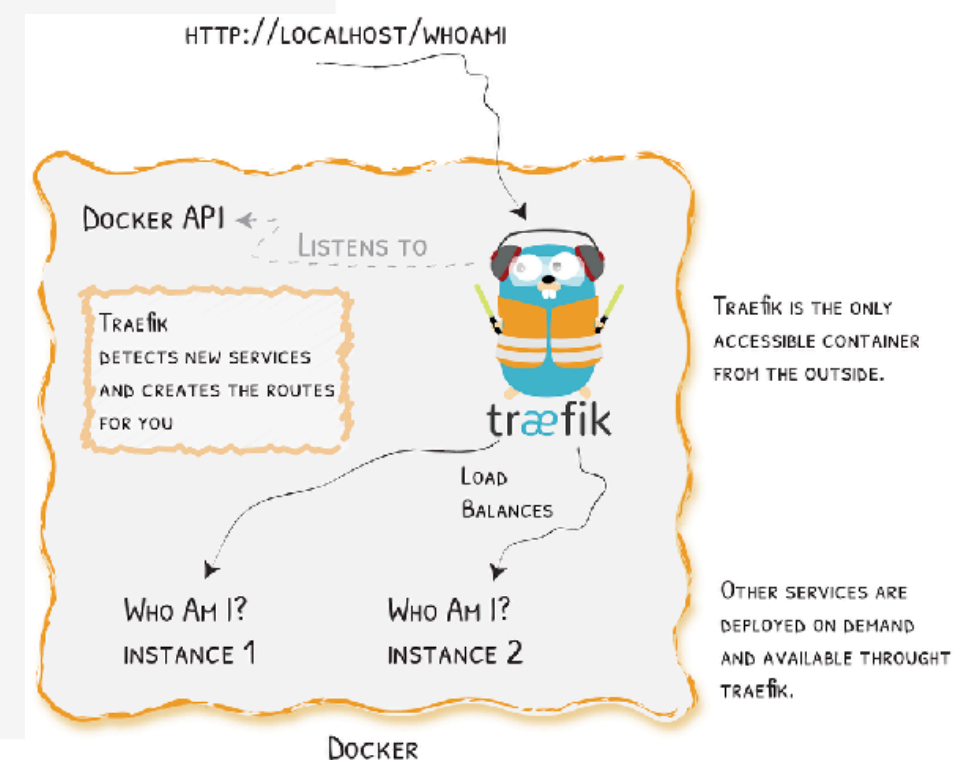 HTTP://LOCALHOST/WHOAMI
DOCKER API
LISTENS TO
TRAEfiK
DETECTS NEW SERVICES
AND CREATES THE ROUTES
FOR YOU
træfik
LOAD
BALANCES
WHO AM I?
INSTANCE 1
WHO AM I?
INSTANCE 2
DOCKER
TRAEfiK IS THE ONLY
ACCESSIBLE CONTAINER
FROM THE OUTSIDE.
OTHER SERVICES ARE
DEPLOYED ON DEMAND
AND AVAILABLE THROUGHT
TRAEfiK.